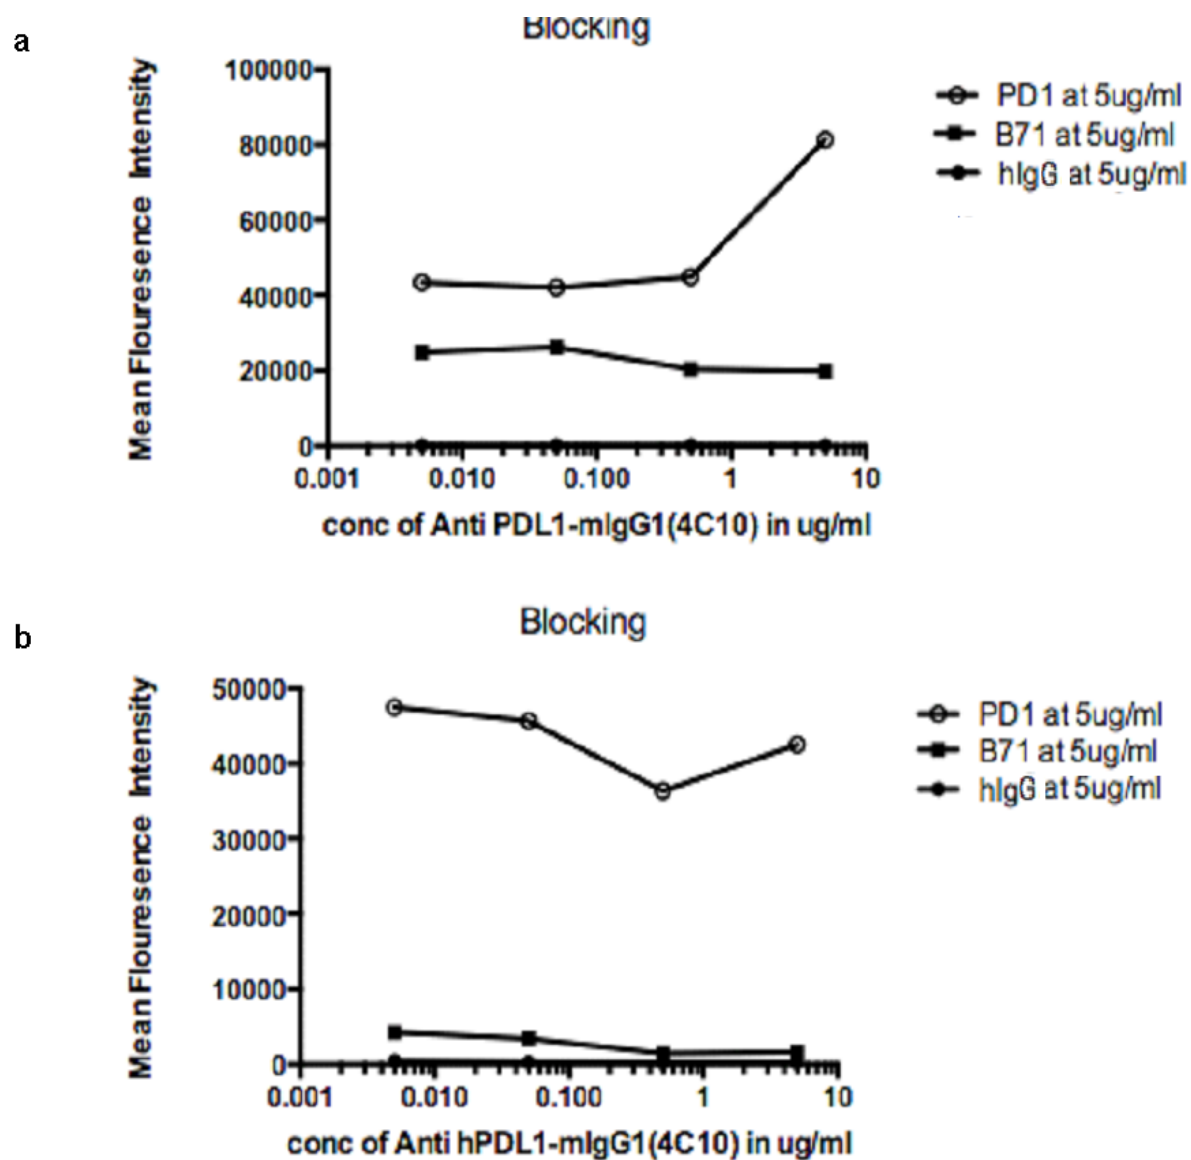 a
Blocking
Mean Flouresence Intensity
100000
80000
60000
40000
20000
0
0.001
0.010
0.100
1
10
conc of Anti PDL1-mIgG1(4C10) in ug/ml
PD1 at 5ug/ml
B71 at 5ug/ml
hIgG at 5ug/ml
b
Blocking
Mean Flouresence Intensity
50000
40000
30000
20000
10000
0
0.001
0.010
0.100
1
10
conc of Anti hPDL1-mIgG1(4C10) in ug/ml
PD1 at 5ug/ml
B71 at 5ug/ml
hIgG at 5ug/ml